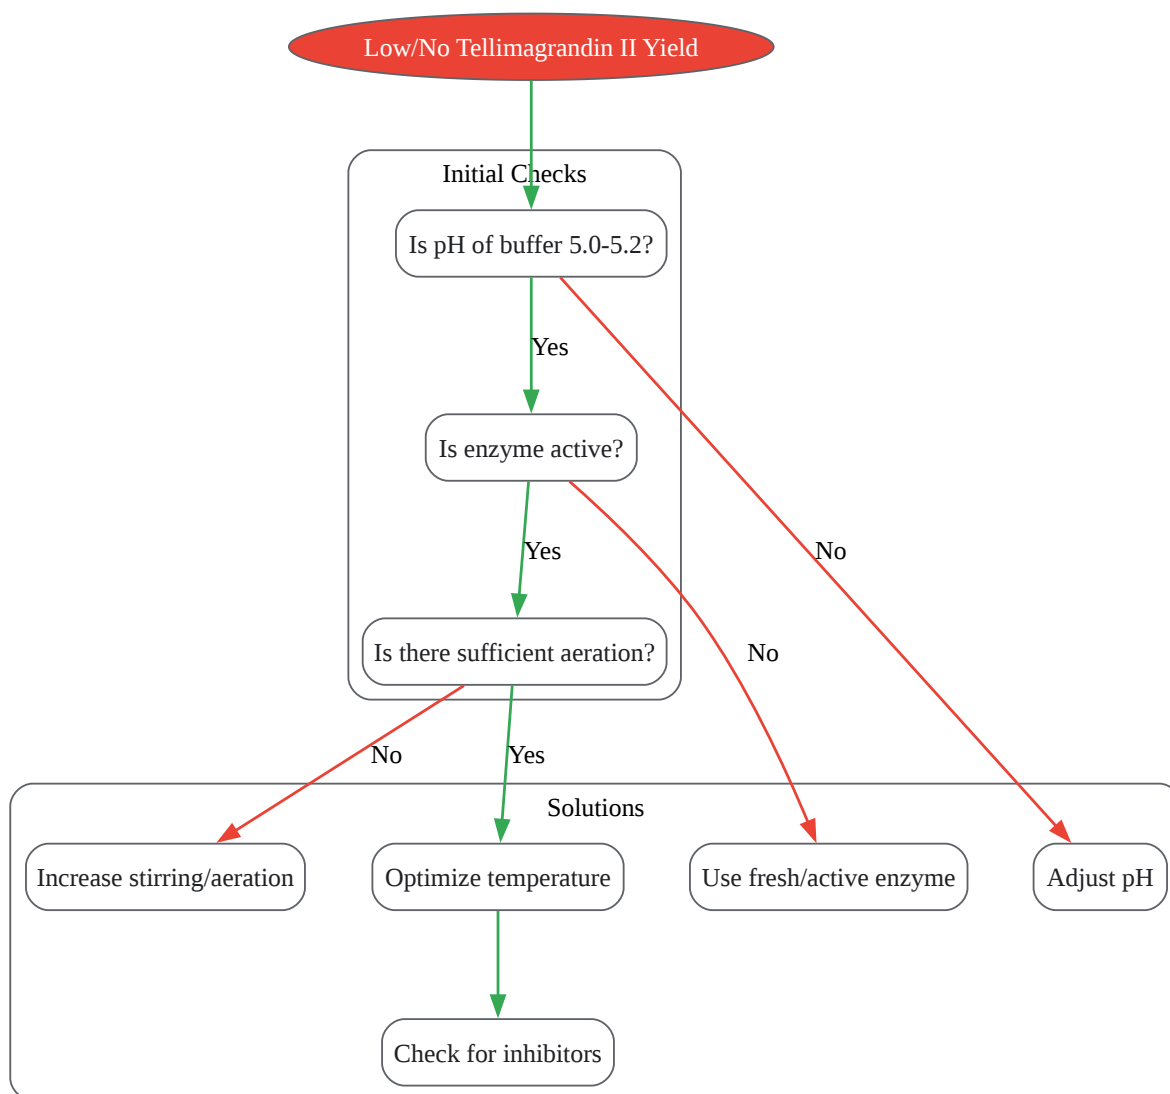 Low/No Tellimagrandin II Yield
Initial Checks
Is pH of buffer 5.0-5.2?
Yes
Is enzyme active?
Yes
No
Is there sufficient aeration?
No
No
Yes
Solutions
Increase stirring/aeration
Optimize temperature
Use fresh/active enzyme
Adjust pH
Check for inhibitors